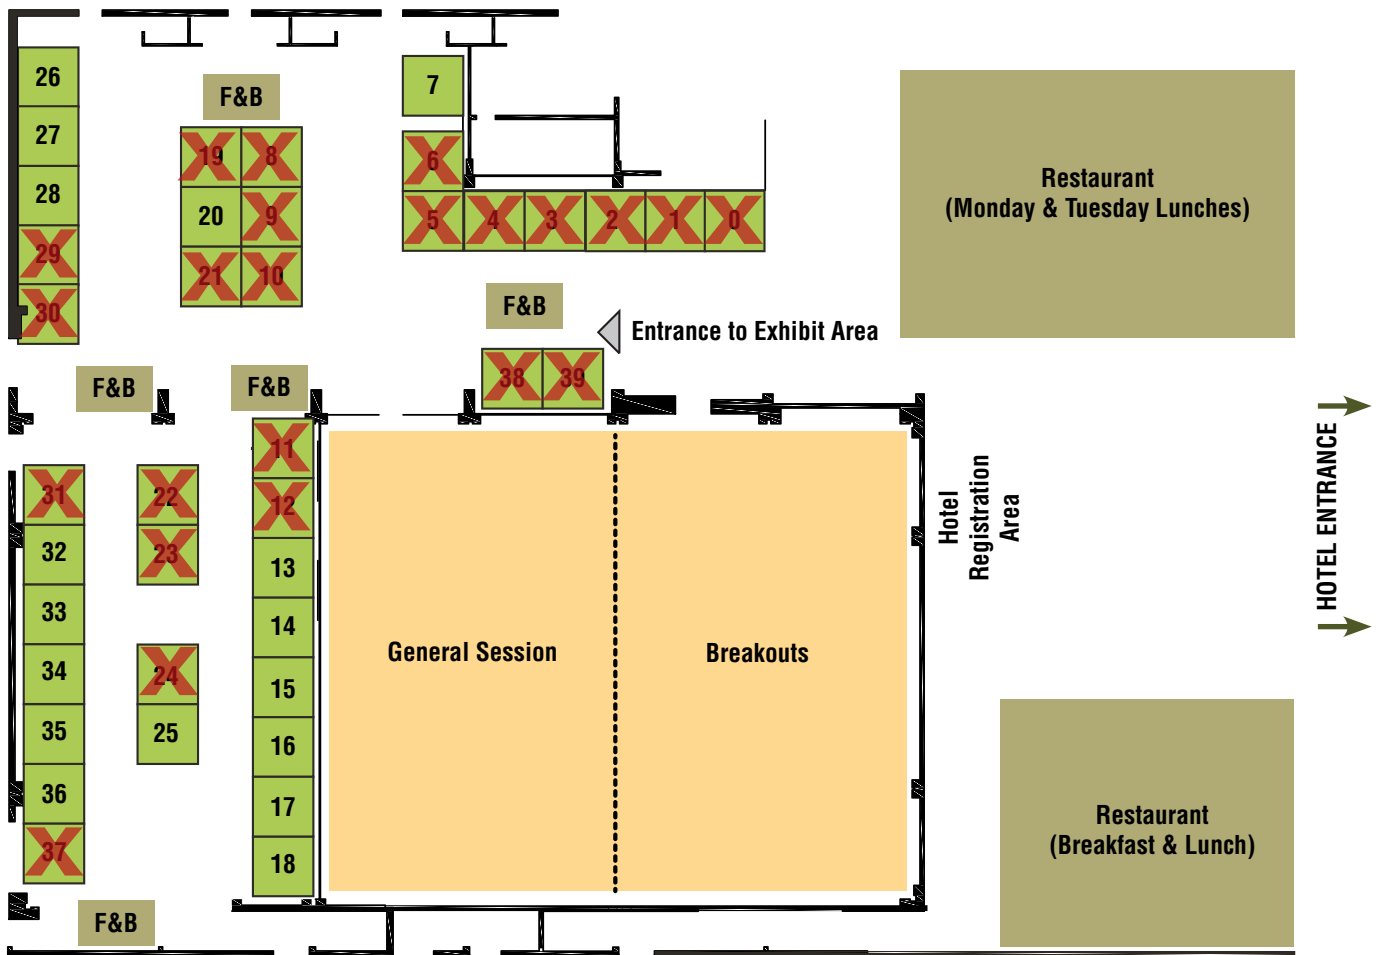 26
27
28
29
30
F&B
19
8
20
9
21
10
7
6
5
4
3
2
1
0
Restaurant
(Monday & Tuesday Lunches)
F&B
Entrance to Exhibit Area
38
39
F&B
F&B
11
12
13
14
15
16
17
18
31
32
33
34
35
36
37
22
23
24
25
F&B
General Session
Breakouts
Hotel
Registration
Area
HOTEL ENTRANCE
Restaurant
(Breakfast & Lunch)